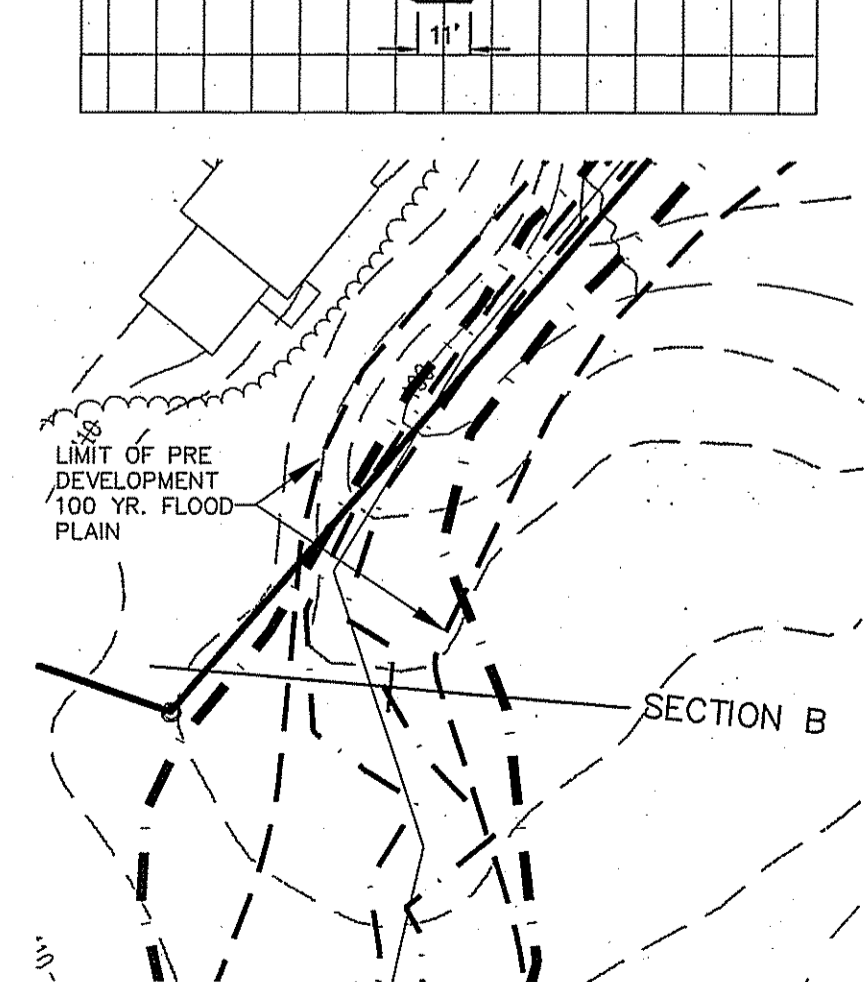 11'
LIMIT OF PRE
DEVELOPMENT
100 YR. FLOOD
PLAIN
SECTION B